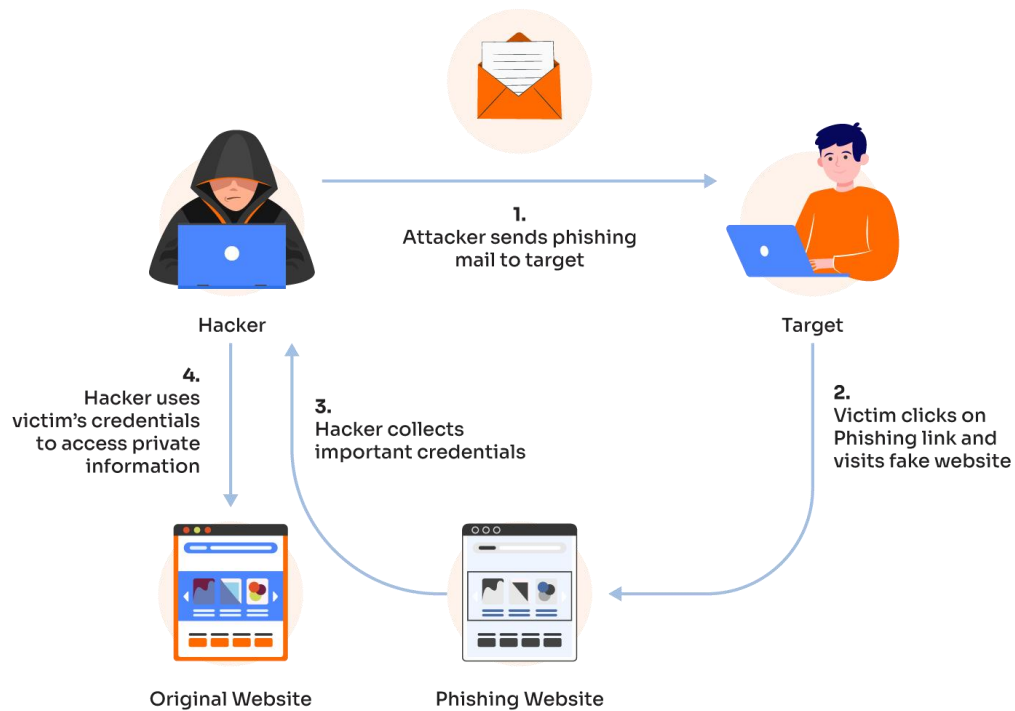 1.
Attacker sends phishing
mail to target
Hacker
Target
4.
Hacker uses
victim’s credentials
to access private
information
3.
Hacker collects
important credentials
2.
Victim clicks on
Phishing link and
visits fake website
Original Website
Phishing Website